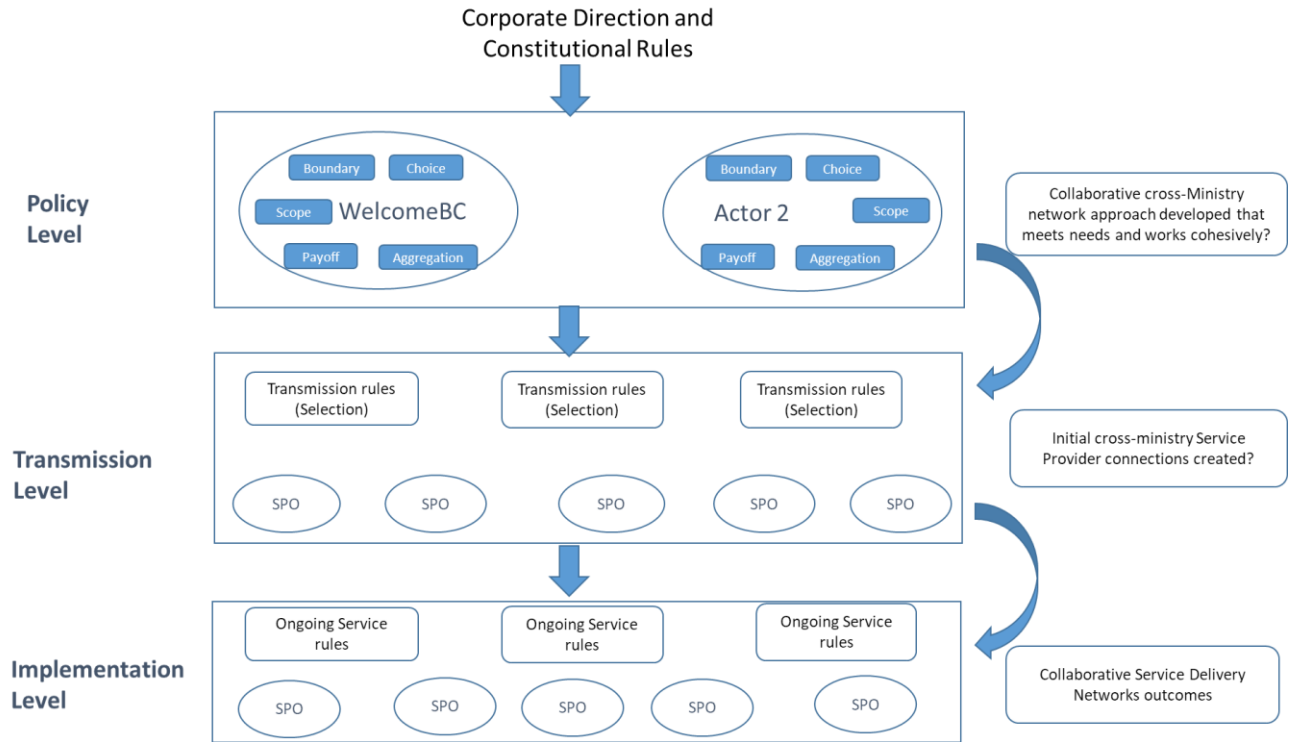 Corporate Direction and
Constitutional Rules
Policy
Level
Boundary
Choice
Scope
WelcomeBC
Payoff
Aggregation
Boundary
Choice
Actor 2
Scope
Payoff
Aggregation
Collaborative cross-Ministry
network approach developed that
meets needs and works cohesively?
Transmission
Level
Transmission rules
(Selection)
Transmission rules
(Selection)
Transmission rules
(Selection)
SPO
SPO
SPO
SPO
SPO
Initial cross-ministry Service
Provider connections created?
Implementation
Level
Ongoing Service
rules
Ongoing Service
rules
Ongoing Service
rules
SPO
SPO
SPO
SPO
SPO
Collaborative Service Delivery
Networks outcomes